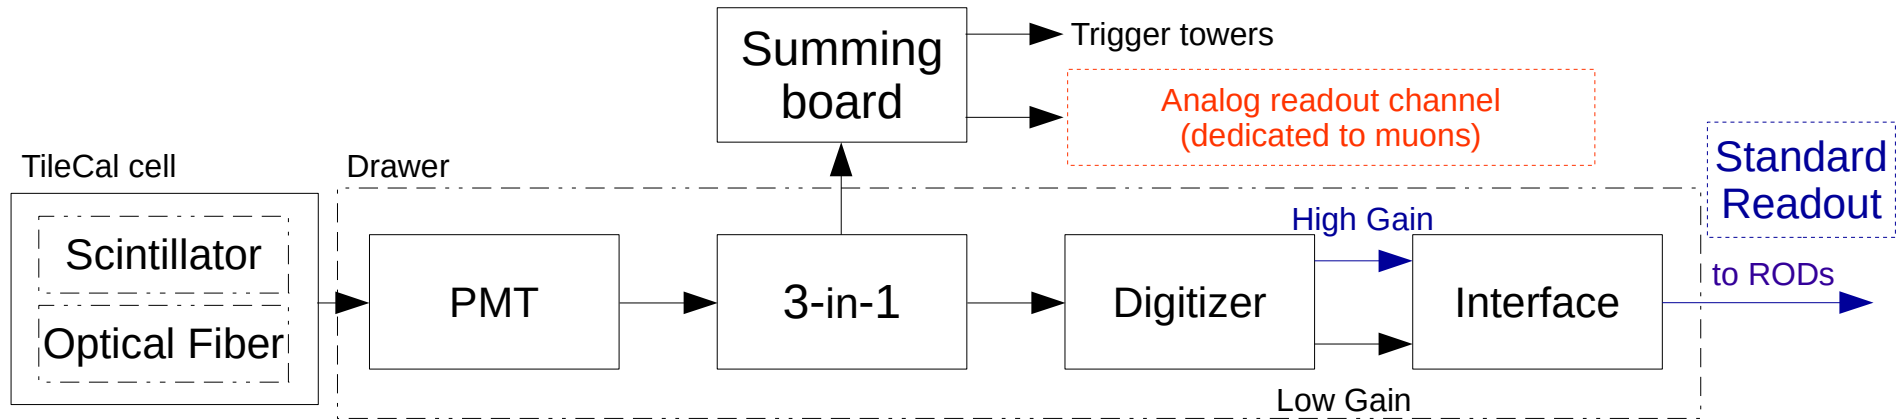 Summing
board
Trigger towers
Analog readout channel
(dedicated to muons)
TileCal cell
Scintillator
Optical Fiber
Drawer
PMT
3-in-1
Digitizer
High Gain
Low Gain
Interface
Standard
Readout
to RODs